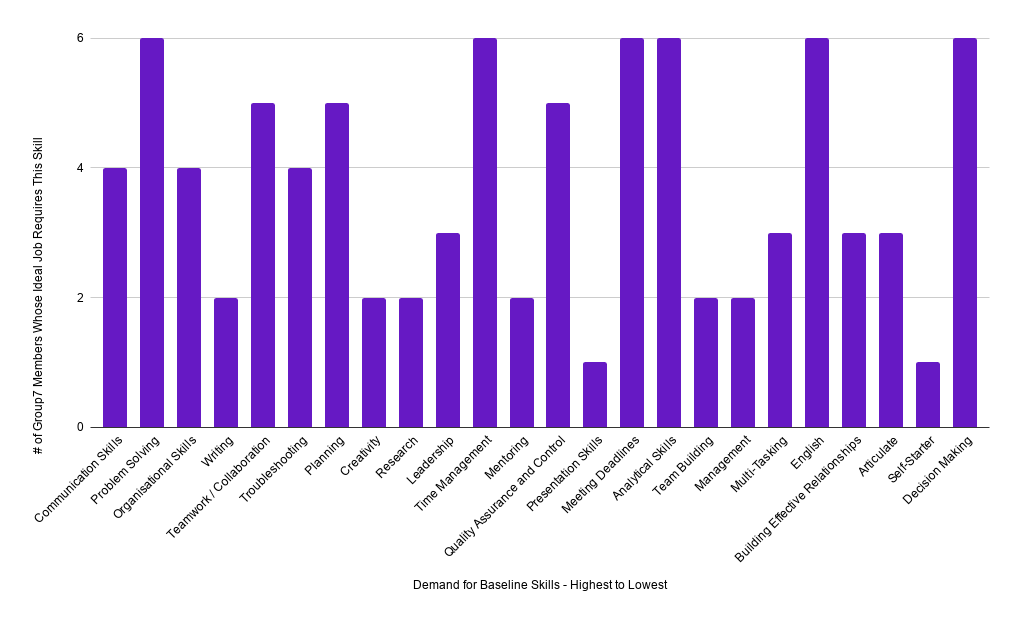 # of Group7 Members Whose Ideal Job Requires This Skill
6
4
2
0
Communication Skills
Problem Solving
Organisational Skills
Writing
Teamwork / Collaboration
Troubleshooting
Planning
Creativity
Research
Leadership
Time Management
Mentoring
Quality Assurance and Control
Presentation Skills
Meeting Deadlines
Analytical Skills
Team Building
Management
Multi-Tasking
English
Building Effective Relationships
Articulate
Self-Starter
Decision Making
Demand for Baseline Skills - Highest to Lowest